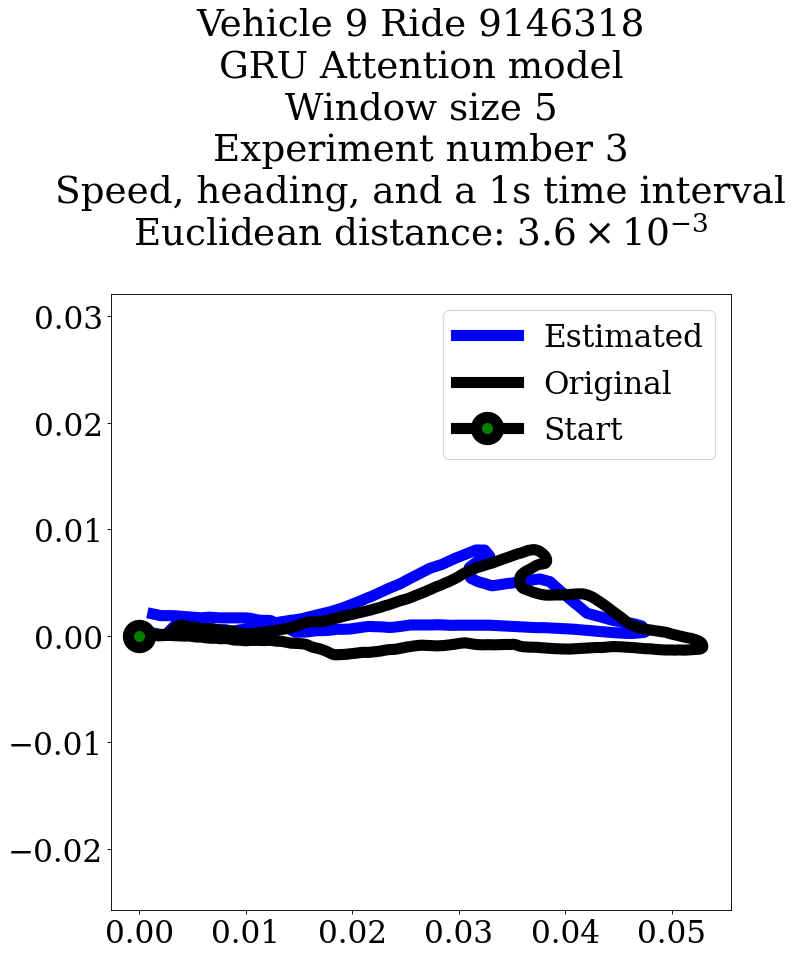 Vehicle 9 Ride 9146318
GRU Attention model
Window size 5
Experiment number 3
Speed, heading, and a 1s time interval
Euclidean distance: 3.6 × 10⁻³
Estimated
Original
Start
0.03
0.02
0.01
0.00
−0.01
−0.02
0.00 0.01 0.02 0.03 0.04 0.05